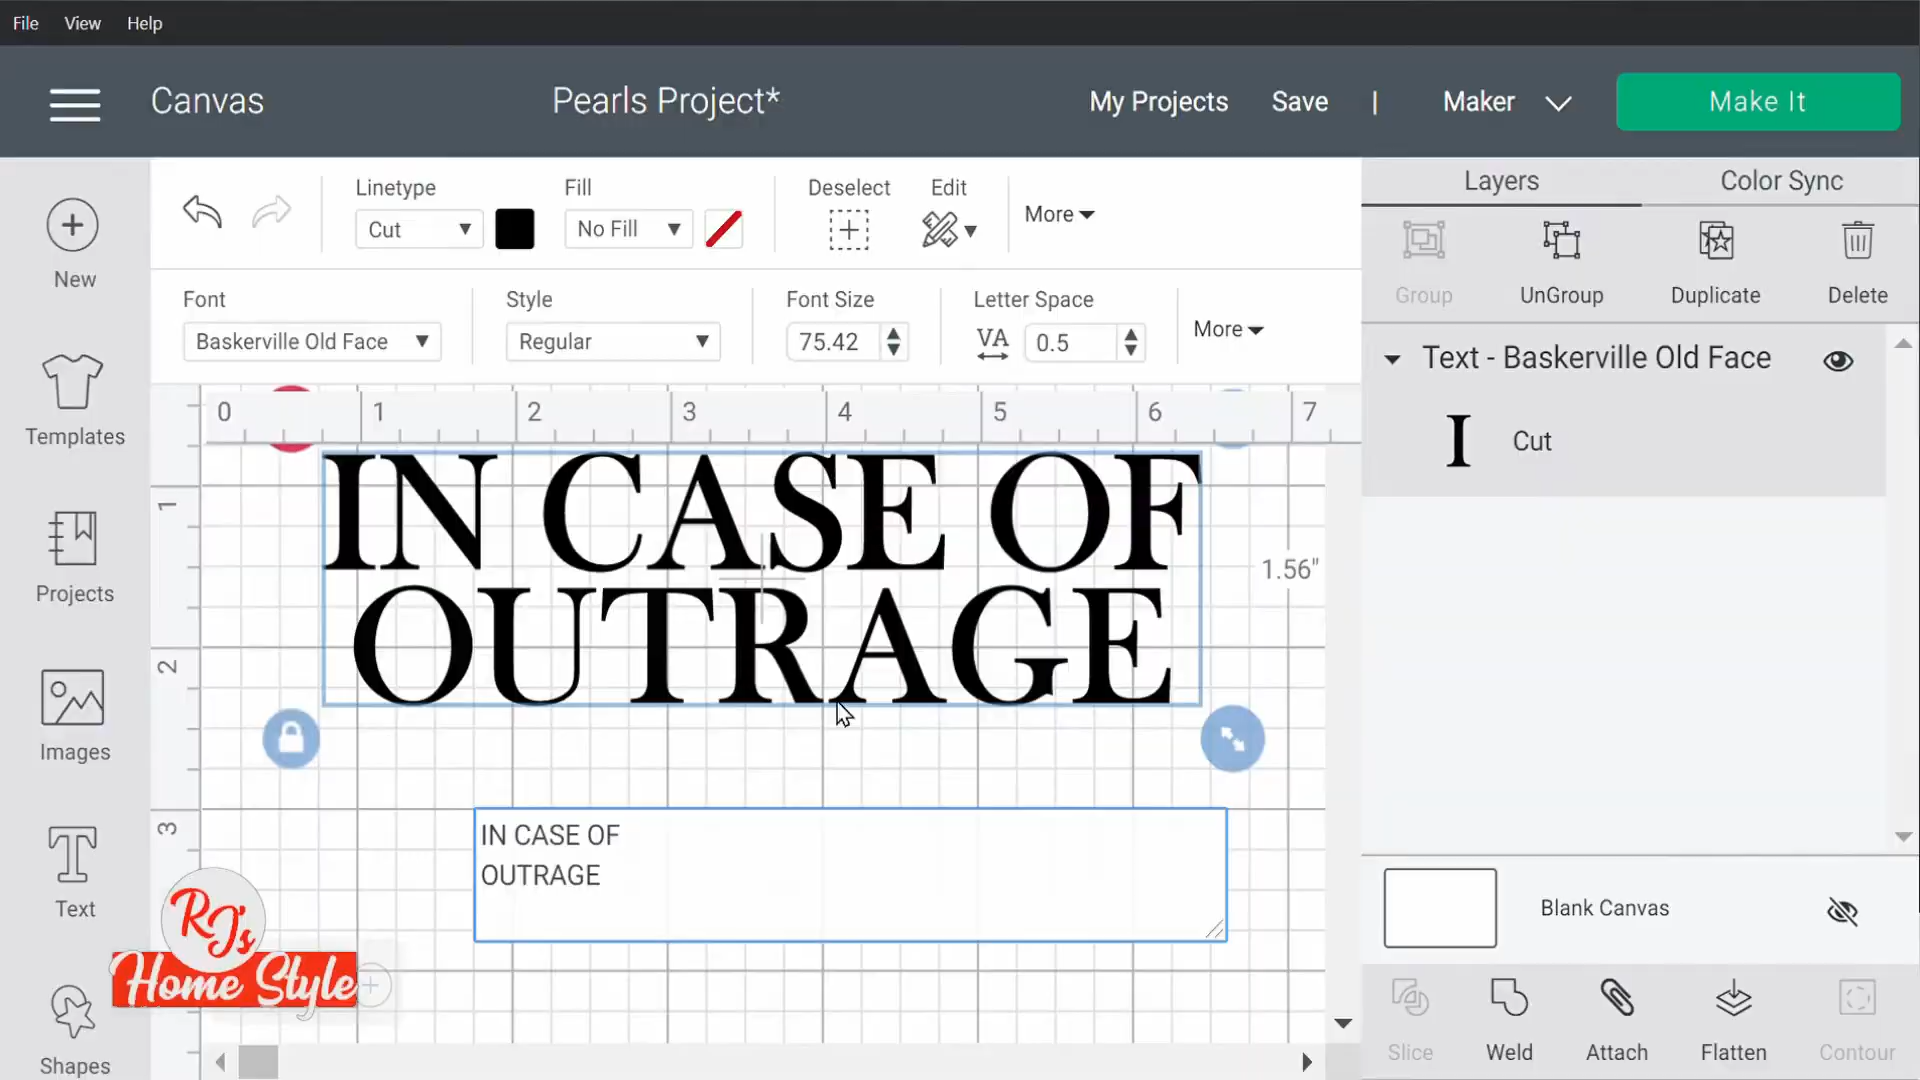 File View Help
Canvas Pearls Project* My Projects Save | Maker Make It
New
Templates
Projects
Images
Text
Shapes
Linetype Fill Deselect Edit
Cut No Fill More
Font Style Font Size Letter Space
Baskerville Old Face Regular 75.42 VA 0.5 More
0 1 2 3 4 5 6 7
1
2
3
IN CASE OF
OUTRAGE
1.56"
IN CASE OF
OUTRAGE
RJ's
Home Style
Layers Color Sync
Group UnGroup Duplicate Delete
Text - Baskerville Old Face
I Cut
Blank Canvas
Slice Weld Attach Flatten Contour